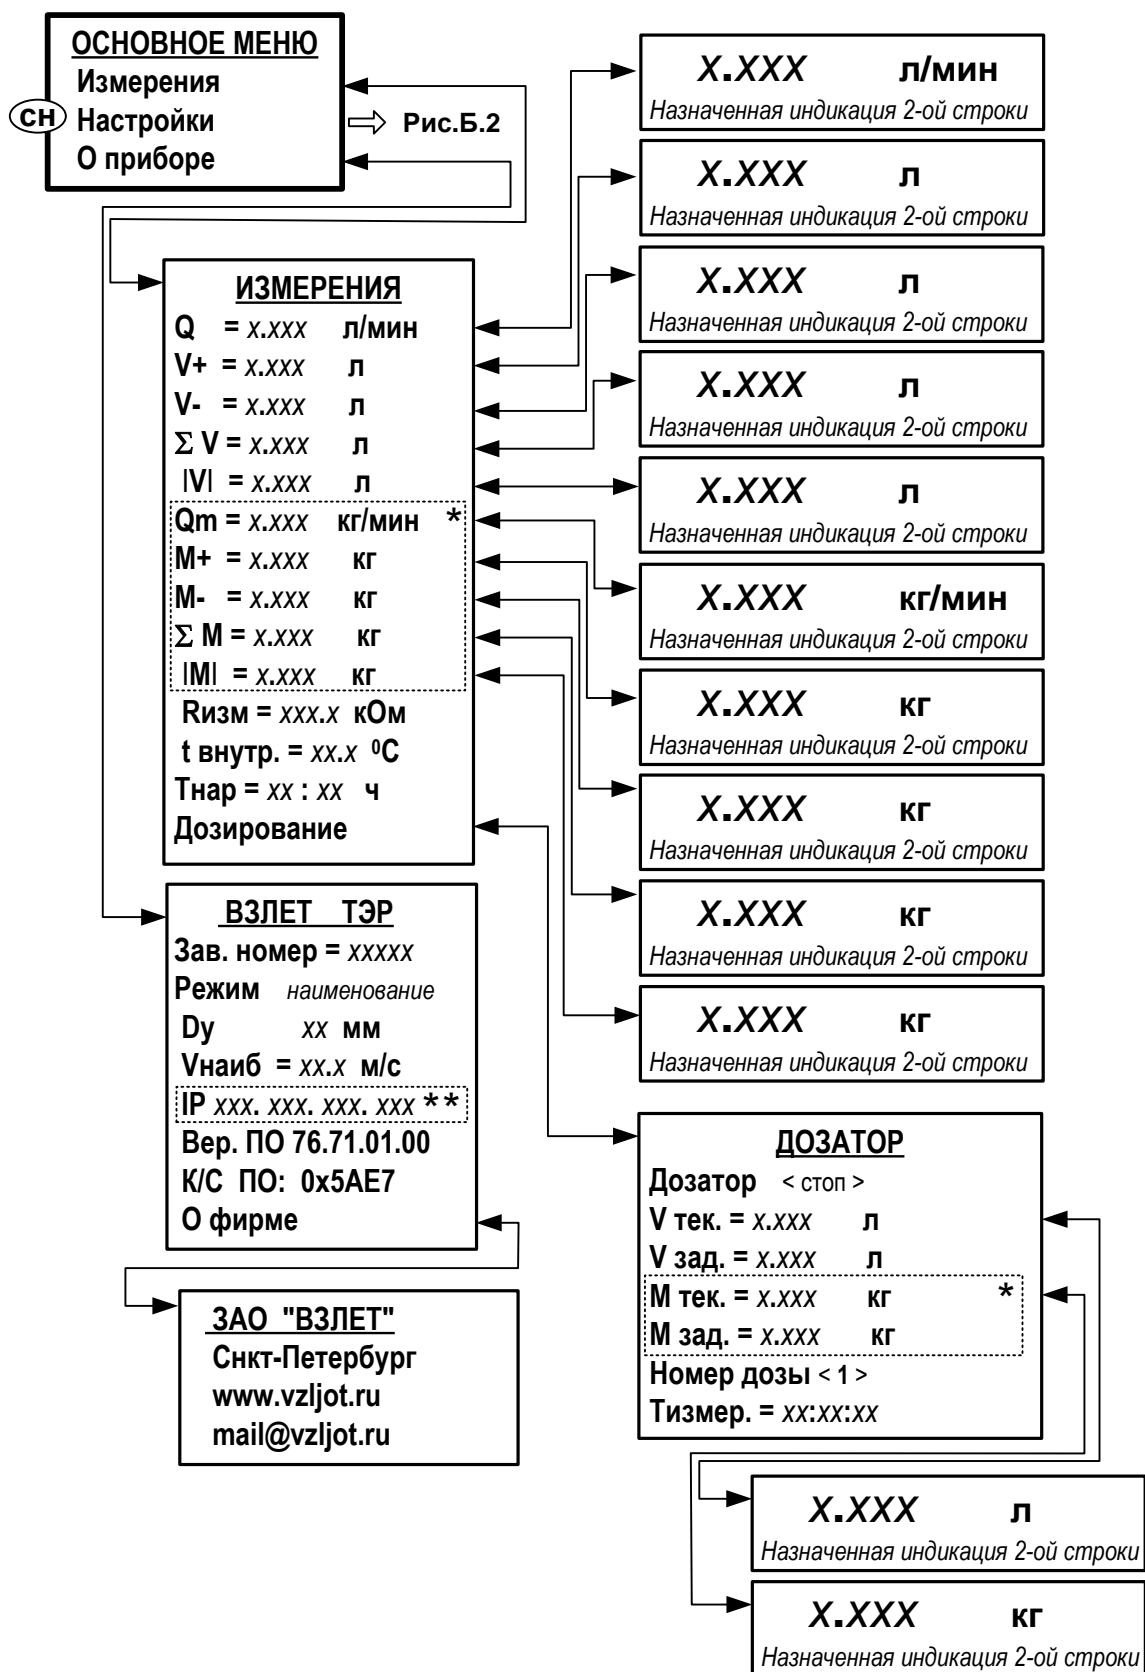 ОСНОВНОЕ МЕНЮ
Измерения
СН Настройки
Рис.Б.2
О приборе
ИЗМЕРЕНИЯ
Q = x.xxx л/мин
V+ = x.xxx л
V- = x.xxx л
Σ V = x.xxx л
|V| = x.xxx л
Qm = x.xxx кг/мин *
M+ = x.xxx кг
M- = x.xxx кг
Σ M = x.xxx кг
|M| = x.xxx кг
Rизм = xxx.x кОм
t внутр. = xx.x ⁰C
Тнар = xx : xx ч
Дозирование
ВЗЛЕТ ТЭР
Зав. номер = xxxxx
Режим наименование
Dy xx мм
Vнаиб = xx.x м/с
IP xxx. xxx. xxx. xxx **
Вер. ПО 76.71.01.00
К/С ПО: 0x5AE7
О фирме
ЗАО "ВЗЛЕТ"
Снкт-Петербург
www.vzljot.ru
mail@vzljot.ru
x.xxx л/мин
Назначенная индикация 2-ой строки
x.xxx л
Назначенная индикация 2-ой строки
x.xxx л
Назначенная индикация 2-ой строки
x.xxx л
Назначенная индикация 2-ой строки
x.xxx л
Назначенная индикация 2-ой строки
x.xxx кг/мин
Назначенная индикация 2-ой строки
x.xxx кг
Назначенная индикация 2-ой строки
x.xxx кг
Назначенная индикация 2-ой строки
x.xxx кг
Назначенная индикация 2-ой строки
x.xxx кг
Назначенная индикация 2-ой строки
ДОЗАТОР
Дозатор < стоп >
V тек. = x.xxx л
V зад. = x.xxx л
М тек. = x.xxx кг *
М зад. = x.xxx кг
Номер дозы < 1 >
Тизмер. = xx:xx:xx
x.xxx л
Назначенная индикация 2-ой строки
x.xxx кг
Назначенная индикация 2-ой строки